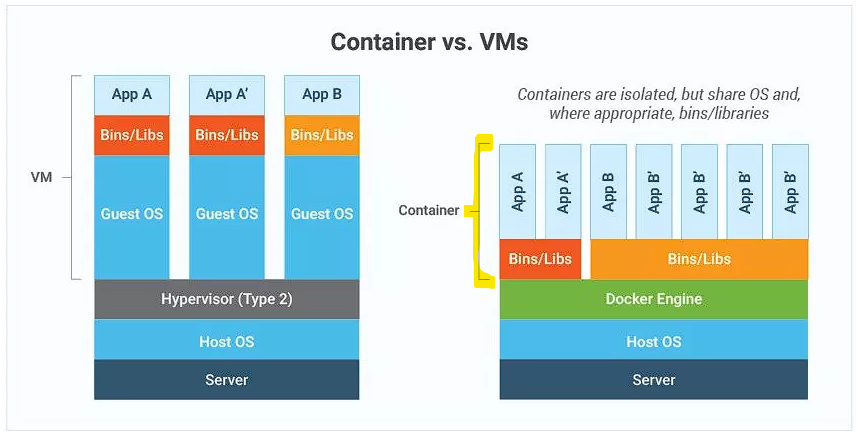 Container vs. VMs
VM
App A
App A’
App B
Bins/Libs
Bins/Libs
Bins/Libs
Guest OS
Guest OS
Guest OS
Hypervisor (Type 2)
Host OS
Server
Containers are isolated, but share OS and,
where appropriate, bins/libraries
Container
App A
App A’
App B
App B’
App B’
App B’
App B’
Bins/Libs
Bins/Libs
Docker Engine
Host OS
Server